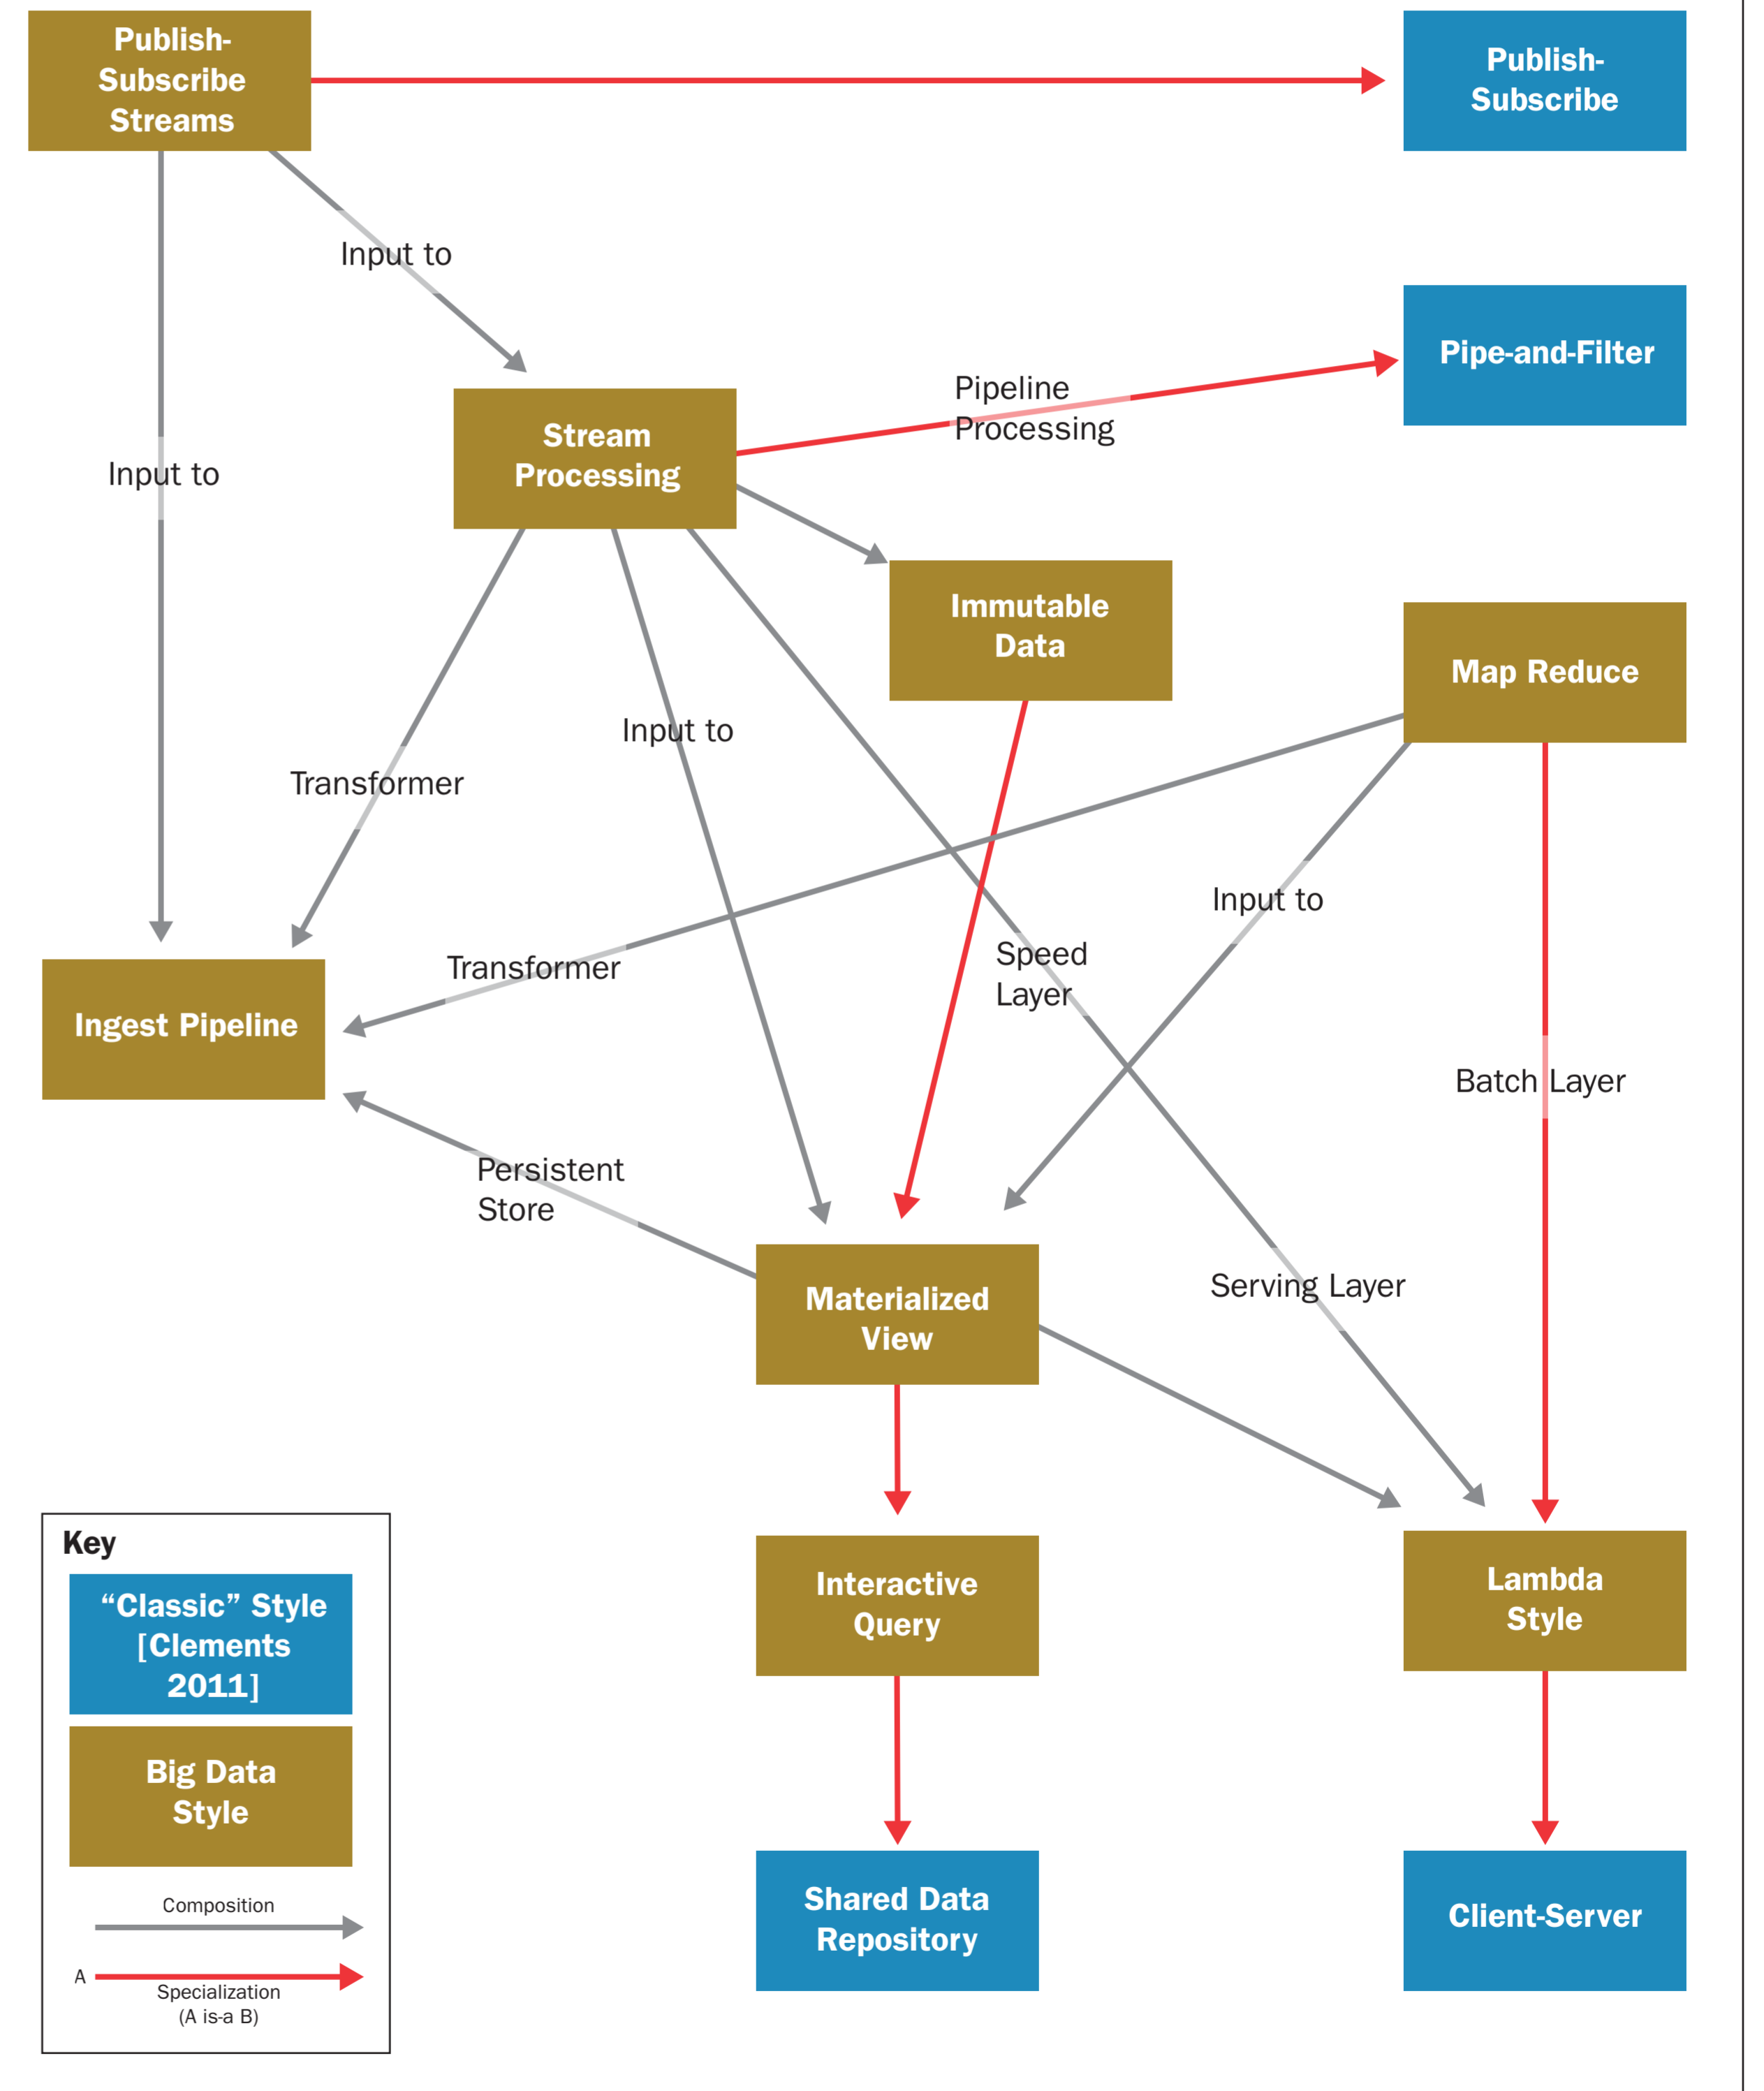 Publish-
Subscribe
Streams
Publish-
Subscribe
Input to
Pipe-and-Filter
Pipeline
Processing
Stream
Processing
Input to
Immutable
Data
Map Reduce
Input to
Transformer
Input to
Speed
Layer
Transformer
Ingest Pipeline
Batch Layer
Persistent
Store
Serving Layer
Materialized
View
Key
“Classic” Style
[Clements
2011]
Big Data
Style
Composition
A
Specialization
(A is-a B)
Interactive
Query
Lambda
Style
Shared Data
Repository
Client-Server